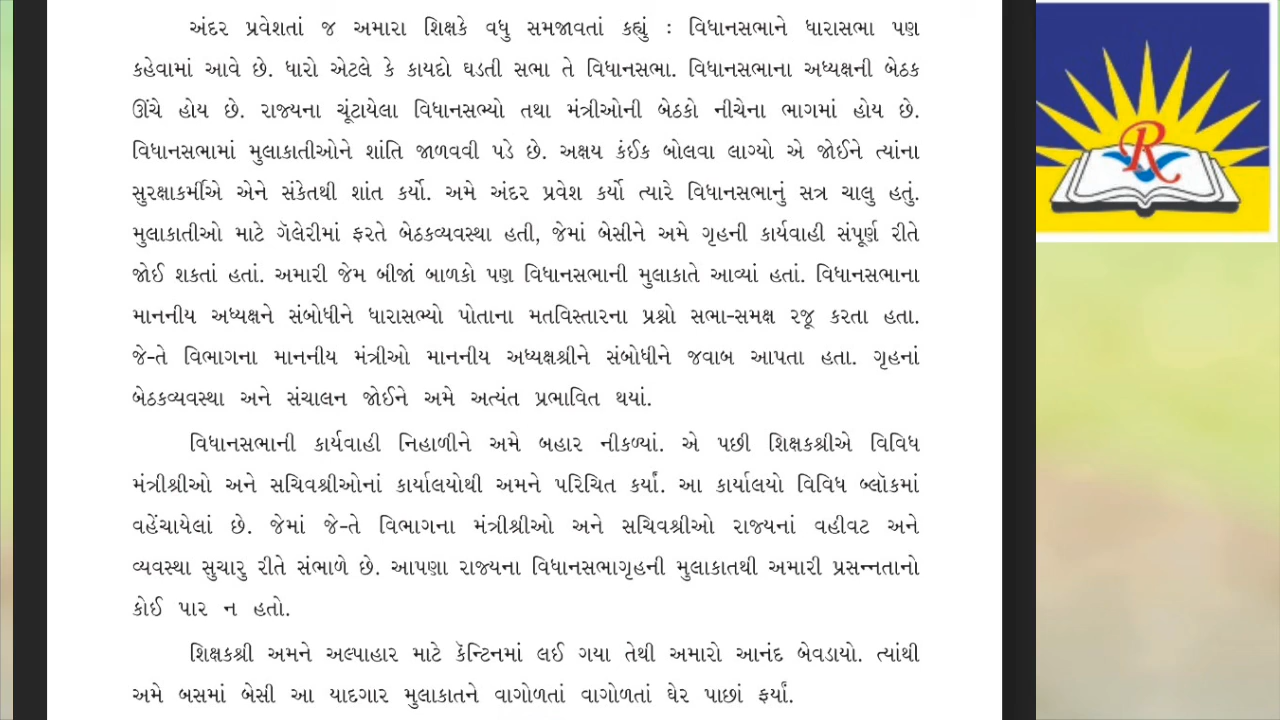 અંદર પ્રવેશતાં જ અમારા શિક્ષકે વધુ સમજાવતાં કહ્યું : વિધાનસભાને ધારાસભા પણ
કહેવામાં આવે છે. ધારો એટલે કે કાયદો ઘડતી સભા તે વિધાનસભા. વિધાનસભાના અધ્યક્ષની બેઠક
ઊંચે હોય છે. રાજ્યના ચૂંટાયેલા વિધાનસભ્યો તથા મંત્રીઓની બેઠકો નીચેના ભાગમાં હોય છે.
વિધાનસભામાં મુલાકાતીઓને શાંતિ જાળવવી પડે છે. અક્ષય કંઈક બોલવા લાગ્યો એ જોઈને ત્યાંના
સુરક્ષાકર્મીએ એને સંકેતથી શાંત કર્યો. અમે અંદર પ્રવેશ કર્યો ત્યારે વિધાનસભાનું સત્ર ચાલુ હતું.
મુલાકાતીઓ માટે ગૅલેરીમાં ફરતે બેઠકવ્યવસ્થા હતી, જેમાં બેસીને અમે ગૃહની કાર્યવાહી સંપૂર્ણ રીતે
જોઈ શકતાં હતાં. અમારી જેમ બીજાં બાળકો પણ વિધાનસભાની મુલાકાતે આવ્યાં હતાં. વિધાનસભાના
માનનીય અધ્યક્ષને સંબોધીને ધારાસભ્યો પોતાના મતવિસ્તારના પ્રશ્નો સભા-સમક્ષ રજૂ કરતા હતા.
જે-તે વિભાગના માનનીય મંત્રીઓ માનનીય અધ્યક્ષશ્રીને સંબોધીને જવાબ આપતા હતા. ગૃહનાં
બેઠકવ્યવસ્થા અને સંચાલન જોઈને અમે અત્યંત પ્રભાવિત થયાં.
વિધાનસભાની કાર્યવાહી નિહાળીને અમે બહાર નીકળ્યાં. એ પછી શિક્ષકશ્રીએ વિવિધ
મંત્રીશ્રીઓ અને સચિવશ્રીઓનાં કાર્યાલયોથી અમને પરિચિત કર્યાં. આ કાર્યાલયો વિવિધ બ્લૉકમાં
વહેંચાયેલાં છે. જેમાં જે-તે વિભાગના મંત્રીશ્રીઓ અને સચિવશ્રીઓ રાજ્યનાં વહીવટ અને
વ્યવસ્થા સુચારુ રીતે સંભાળે છે. આપણા રાજ્યના વિધાનસભાગૃહની મુલાકાતથી અમારી પ્રસન્નતાનો
કોઈ પાર ન હતો.
શિક્ષકશ્રી અમને અલ્પાહાર માટે કૅન્ટિનમાં લઈ ગયા તેથી અમારો આનંદ બેવડાયો. ત્યાંથી
અમે બસમાં બેસી આ યાદગાર મુલાકાતને વાગોળતાં વાગોળતાં ઘેર પાછાં ફર્યાં.
R